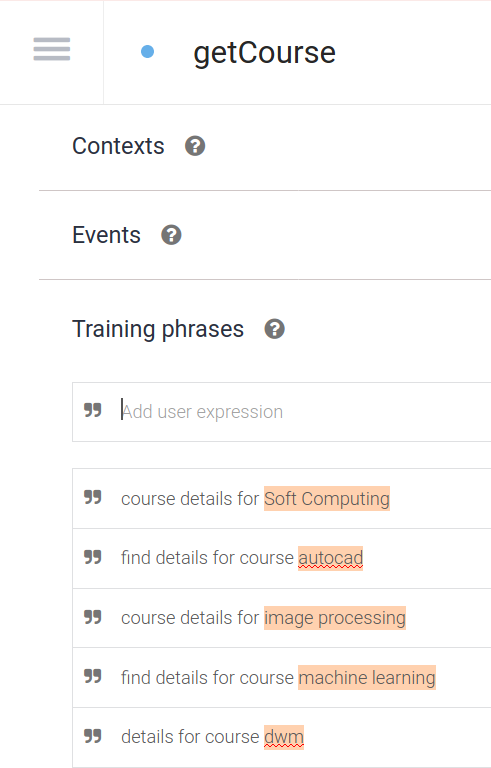 getCourse
Contexts
Events
Training phrases
Add user expression
course details for Soft Computing
find details for course autocad
course details for image processing
find details for course machine learning
details for course dwm